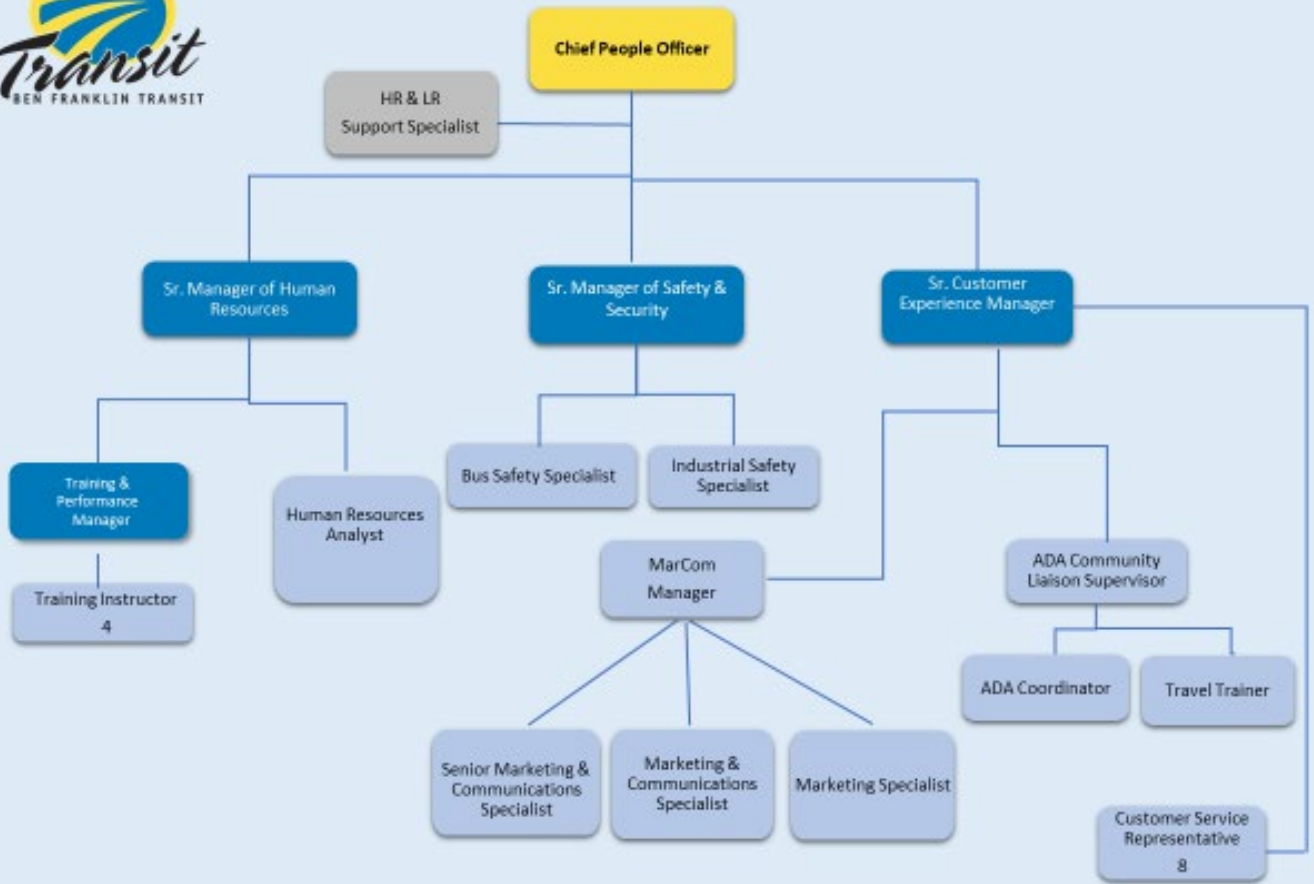 Transit
BEN FRANKLIN TRANSIT
Chief People Officer
HR & LR
Support Specialist
Sr. Manager of Human
Resources
Sr. Manager of Safety &
Security
Sr. Customer
Experience Manager
Training &
Performance
Manager
Human Resources
Analyst
Bus Safety Specialist
Industrial Safety
Specialist
Training Instructor
4
MarCom
Manager
ADA Community
Liaison Supervisor
ADA Coordinator
Travel Trainer
Senior Marketing &
Communications
Specialist
Marketing &
Communications
Specialist
Marketing Specialist
Customer Service
Representative
8